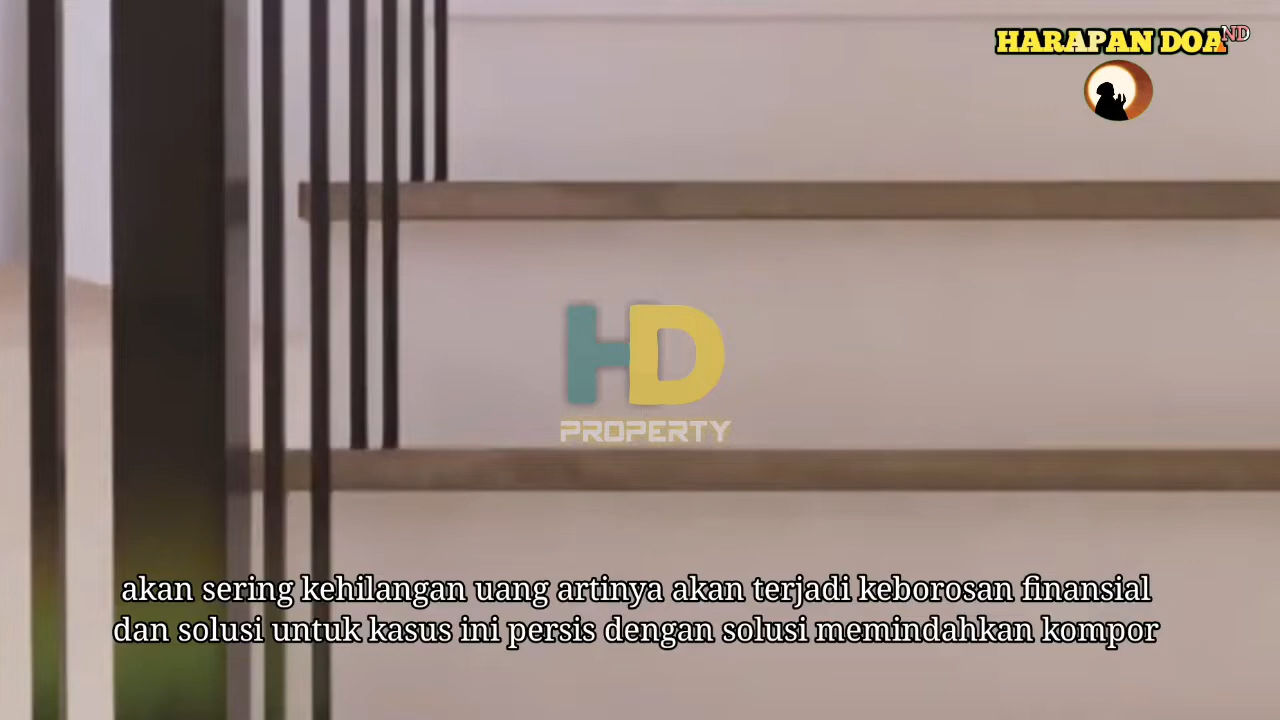 HARAPAN DOA ND
HD
PROPERTY
akan sering kehilangan uang artinya akan terjadi keborosan finansial
dan solusi untuk kasus ini persis dengan solusi memindahkan kompor